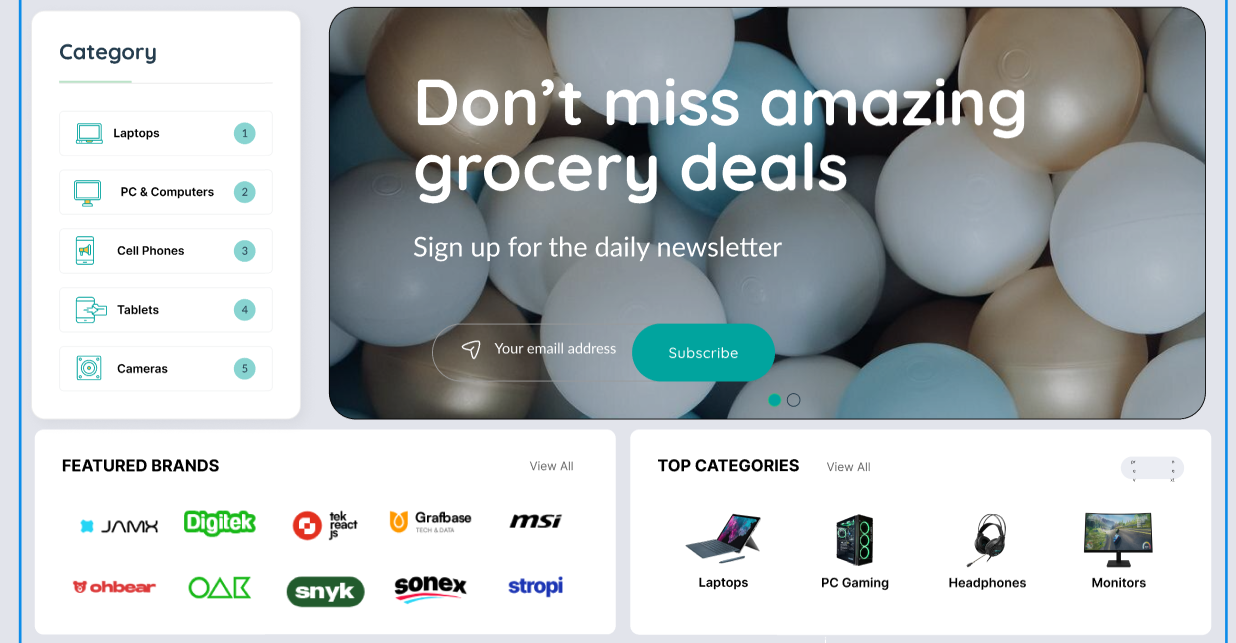 Category
Laptops 1
PC & Computers 2
Cell Phones 3
Tablets 4
Cameras 5
Don't miss amazing
grocery deals
Sign up for the daily newsletter
Your emaill address
Subscribe
FEATURED BRANDS
View All
JAMX
Digitek
tek
react
js
Grafbase
TECH & DATA
msi
ohbear
OAK
snyk
sonex
stropi
TOP CATEGORIES
View All
Laptops
PC Gaming
Headphones
Monitors